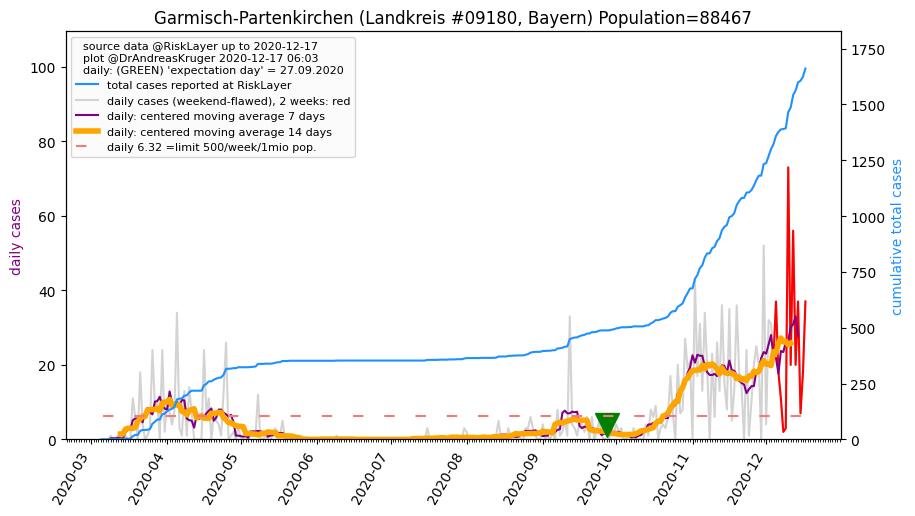 Garmisch-Partenkirchen (Landkreis #09180, Bayern) Population=88467
source data @RiskLayer up to 2020-12-17
plot @DrAndreasKruger 2020-12-17 06:03
daily: (GREEN) 'expectation day' = 27.09.2020
total cases reported at RiskLayer
daily cases (weekend-flawed), 2 weeks: red
daily: centered moving average 7 days
daily: centered moving average 14 days
daily 6.32 =limit 500/week/1mio pop.
daily cases
100
80
60
40
20
0
cumulative total cases
1750
1500
1250
1000
750
500
250
0
2020-03
2020-04
2020-05
2020-06
2020-07
2020-08
2020-09
2020-10
2020-11
2020-12